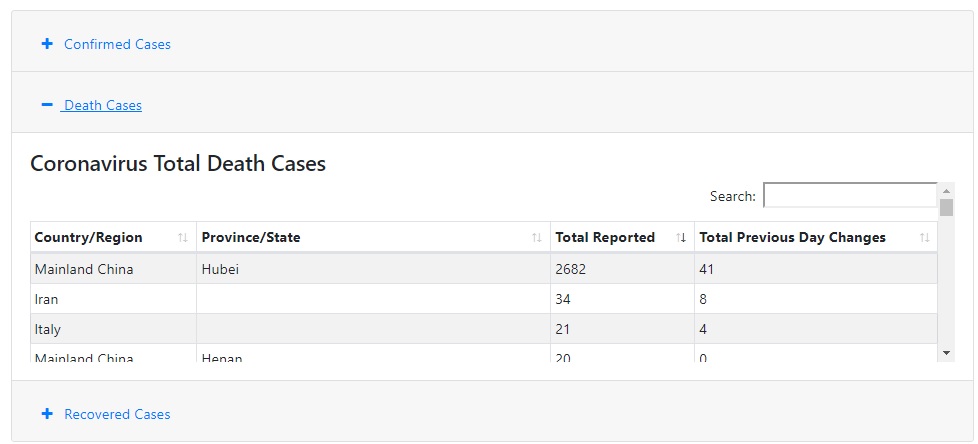 Confirmed Cases
Death Cases
Coronavirus Total Death Cases
Search:
Country/Region Province/State Total Reported Total Previous Day Changes
Mainland China Hubei 2682 41
Iran 34 8
Italy 21 4
Mainland China Henan 20 0
Recovered Cases